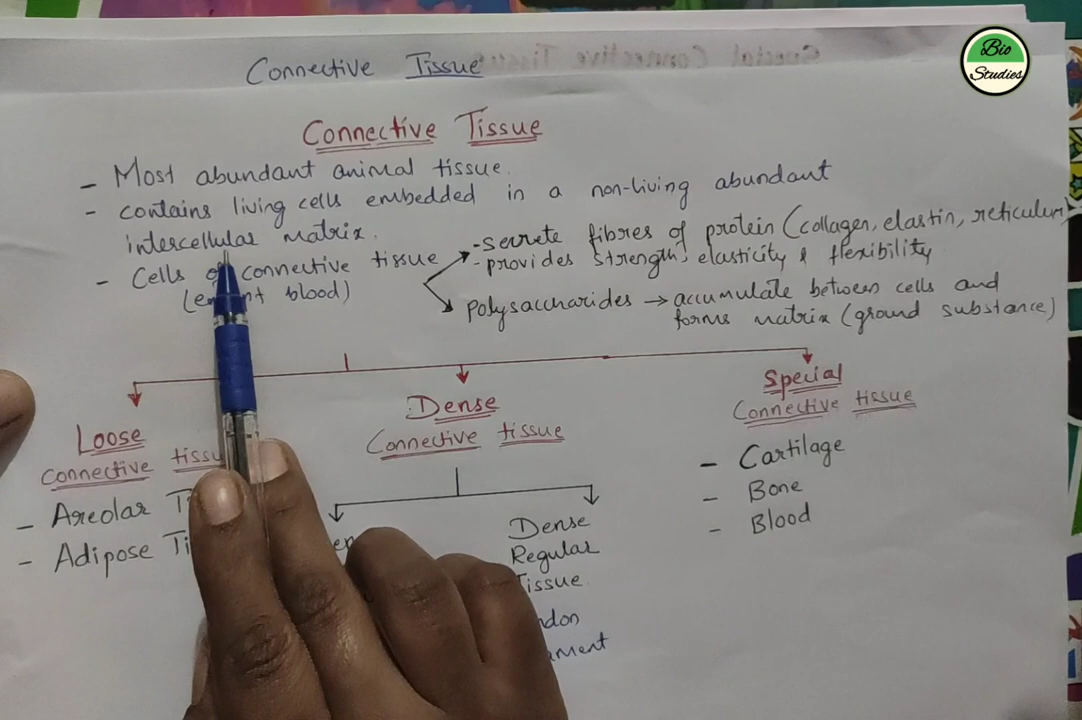 Connective Tissue
Bio
Studies
Connective Tissue
- Most abundant animal tissue.
- contains living cells embedded in a non-living abundant
intercellular matrix.
- Cells connective tissue
blood)
- secrete fibres of protein (collagen, elastin, reticulum)
- provides strength, elasticity & flexibility
polysaccharides → accumulate between cells and
forms matrix (ground substance)
Loose
connective
- Areolar
- Adipose
Dense
Connective tissue
Dense
Regular
Special
Connective tissue
- Cartilage
- Bone
- Blood